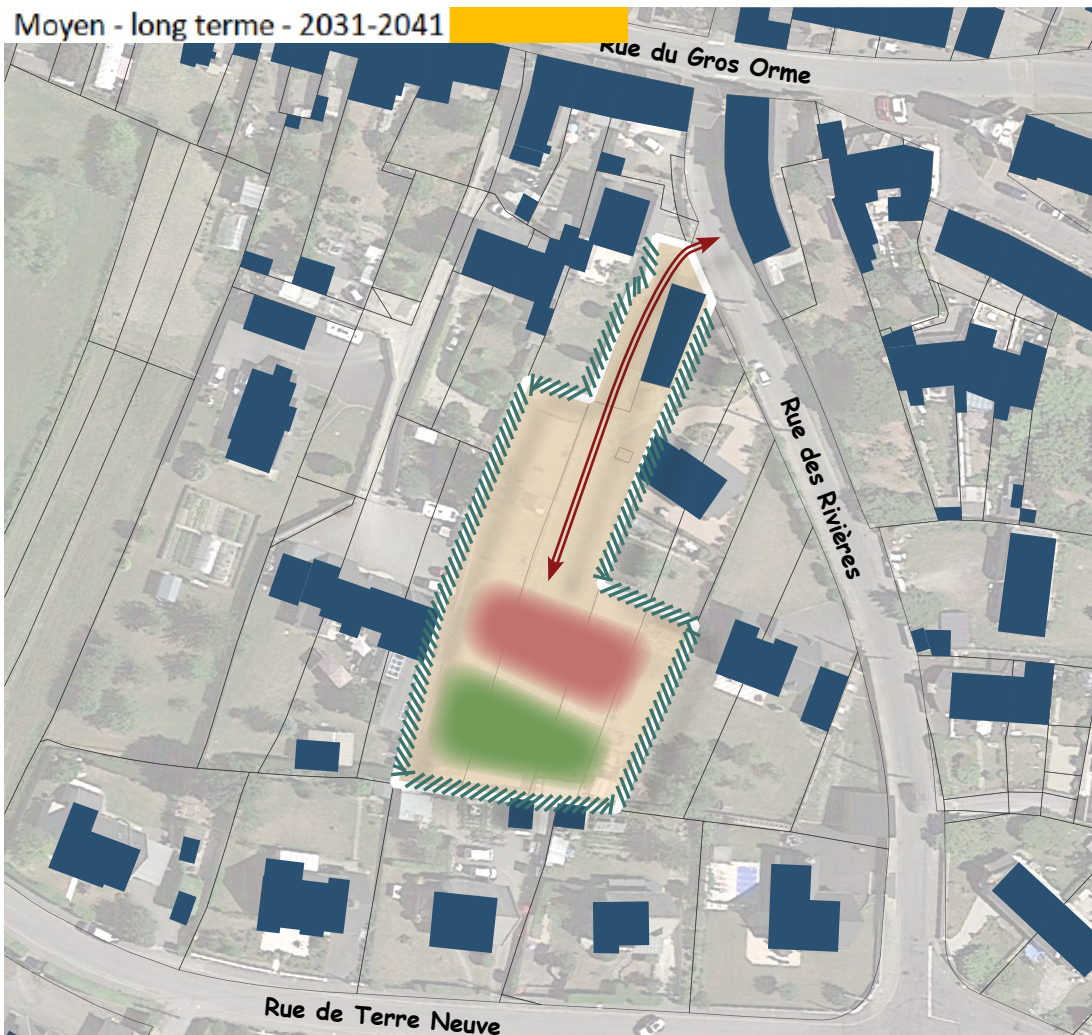 Moyen - long terme - 2031-2041
Rue du Gros Orme
Rue des Rivières
Rue de Terre Neuve